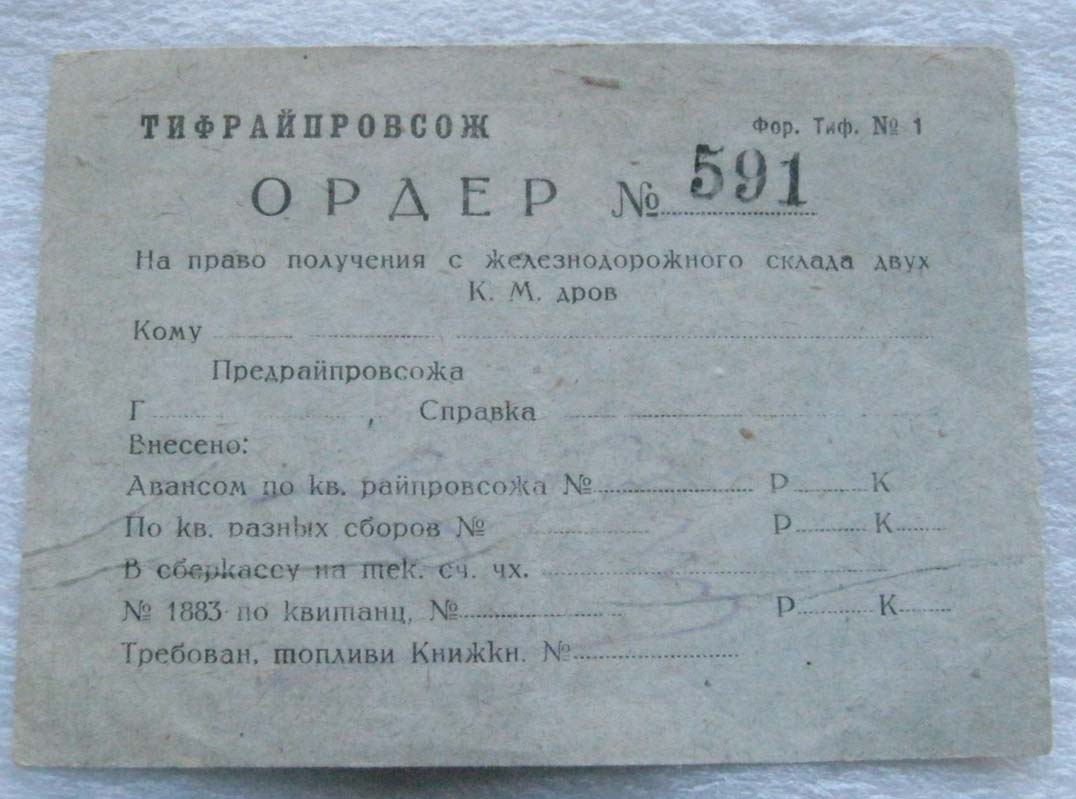 ТИФРАЙПРОВСОЖ
Фор. Тиф. № 1
ОРДЕР № 591
На право получения с железнодорожного склада двух
К. М. дров
Кому
Предрайпровсожа
Г , Справка
Внесено:
Авансом по кв. райпровсожа № Р К
По кв. разных сборов № Р К
В сберкассу на тек. сч. чх.
№ 1883 по квитанц, № Р К
Требован. топливи Книжкн. №